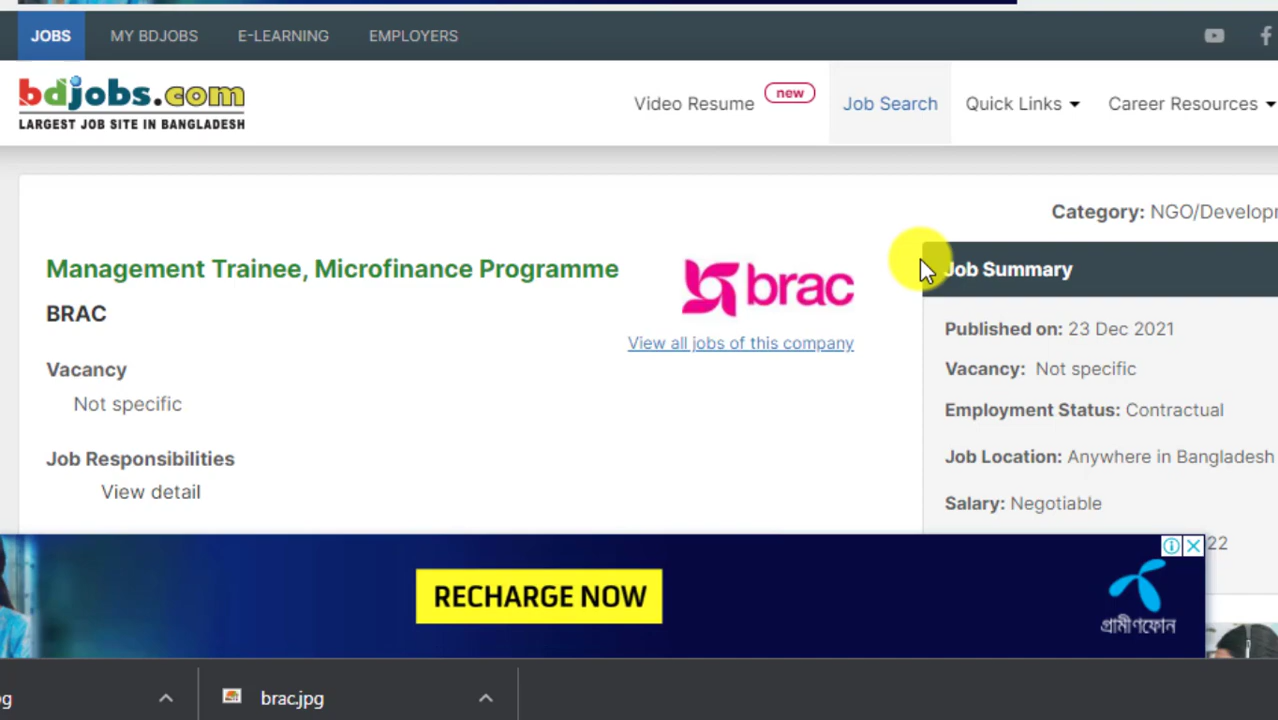 JOBS MY BDJOBS E-LEARNING EMPLOYERS
bdjobs.com
LARGEST JOB SITE IN BANGLADESH
Video Resume new Job Search Quick Links Career Resources
Category: NGO/Developm
Management Trainee, Microfinance Programme
BRAC
brac
View all jobs of this company
Vacancy
Not specific
Job Responsibilities
View detail
Job Summary
Published on: 23 Dec 2021
Vacancy: Not specific
Employment Status: Contractual
Job Location: Anywhere in Bangladesh
Salary: Negotiable
22
RECHARGE NOW
গ্রামীণফোন
brac.jpg